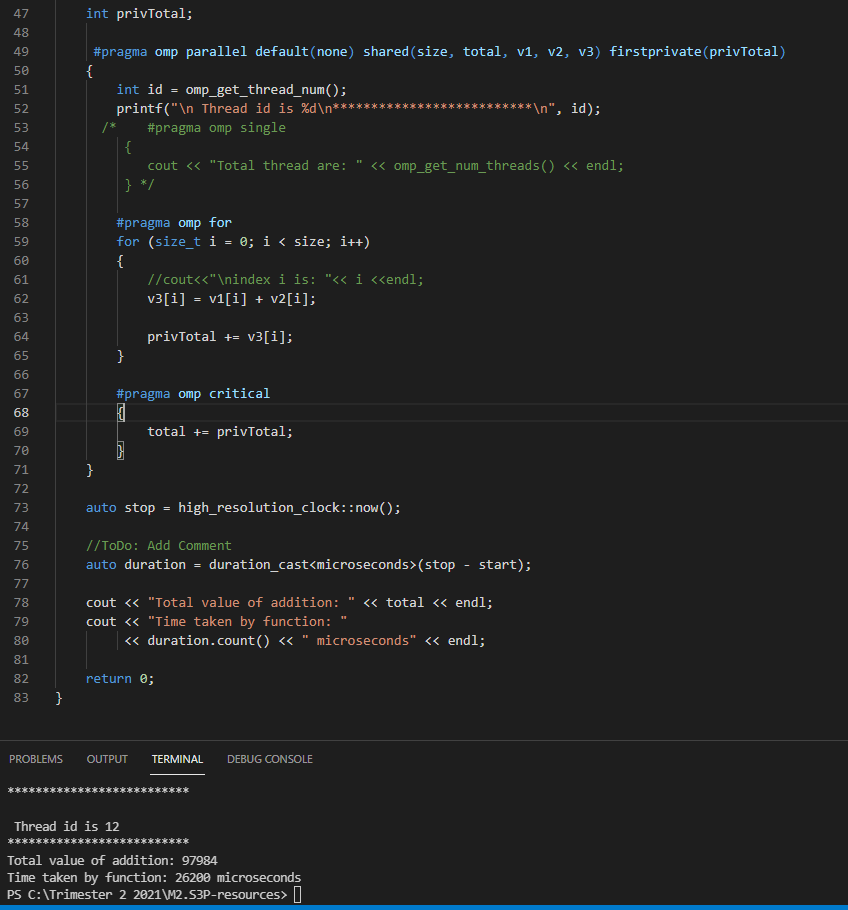 47 int privTotal;
48
49 #pragma omp parallel default(none) shared(size, total, v1, v2, v3) firstprivate(privTotal)
50 {
51 int id = omp_get_thread_num();
52 printf("\n Thread id is %d\n**************************\n", id);
53 /* #pragma omp single
54 {
55 cout << "Total thread are: " << omp_get_num_threads() << endl;
56 } */
57
58 #pragma omp for
59 for (size_t i = 0; i < size; i++)
60 {
61 //cout<<"\nindex i is: "<< i <<endl;
62 v3[i] = v1[i] + v2[i];
63
64 privTotal += v3[i];
65 }
66
67 #pragma omp critical
68 {
69 total += privTotal;
70 }
71 }
72
73 auto stop = high_resolution_clock::now();
74
75 //ToDo: Add Comment
76 auto duration = duration_cast<microseconds>(stop - start);
77
78 cout << "Total value of addition: " << total << endl;
79 cout << "Time taken by function: "
80 << duration.count() << " microseconds" << endl;
81
82 return 0;
83 }
PROBLEMS OUTPUT TERMINAL DEBUG CONSOLE
**************************
Thread id is 12
**************************
Total value of addition: 97984
Time taken by function: 26200 microseconds
PS C:\Trimester 2 2021\M2.S3P-resources>